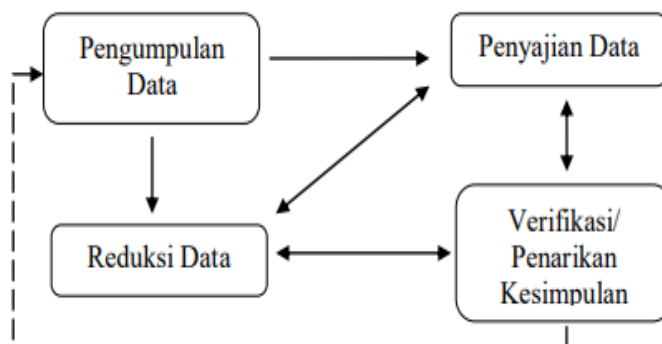 Pengumpulan
Data
Penyajian Data
Reduksi Data
Verifikasi/
Penarikan
Kesimpulan